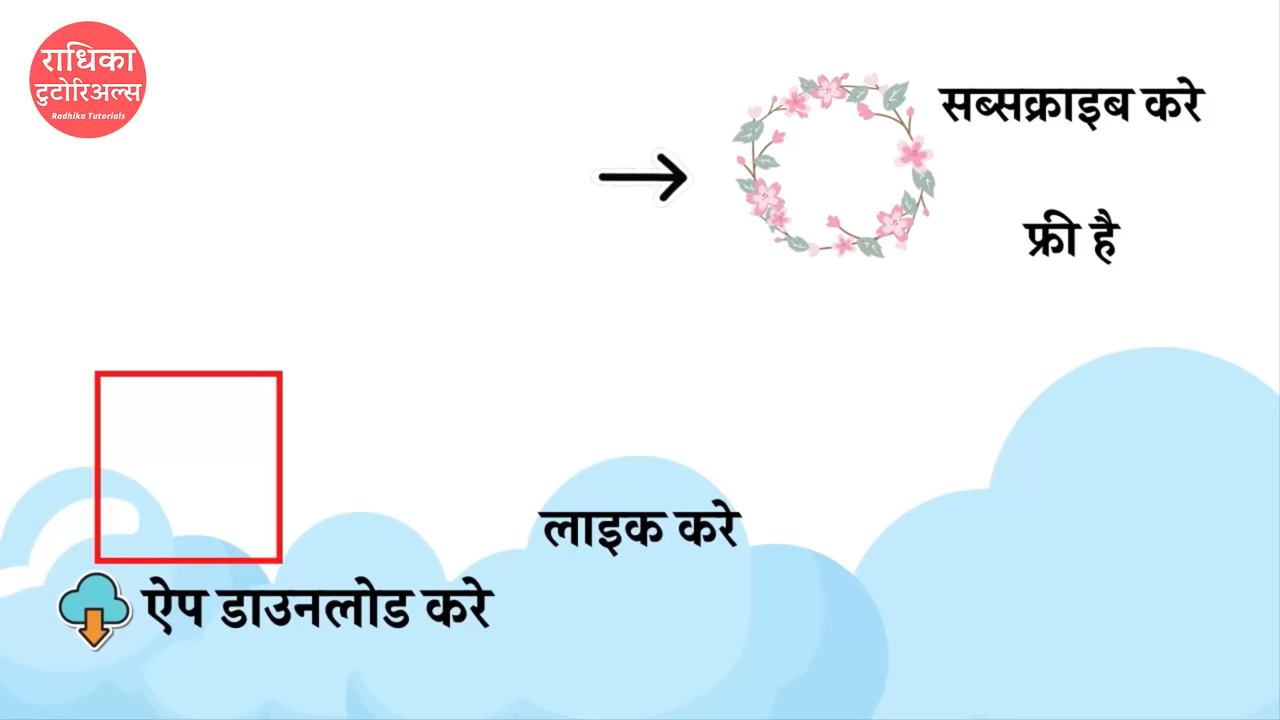 राधिका
टुटोरिअल्स
Radhika Tutorials
सब्सक्राइब करे
फ्री है
लाइक करे
ऐप डाउनलोड करे